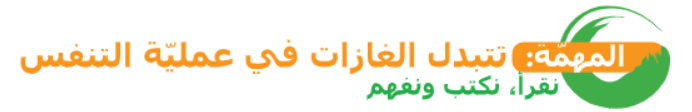 المهمّة: تتبدل الغازات في عمليّة التنفس
نقرأ، نكتب ونفهم